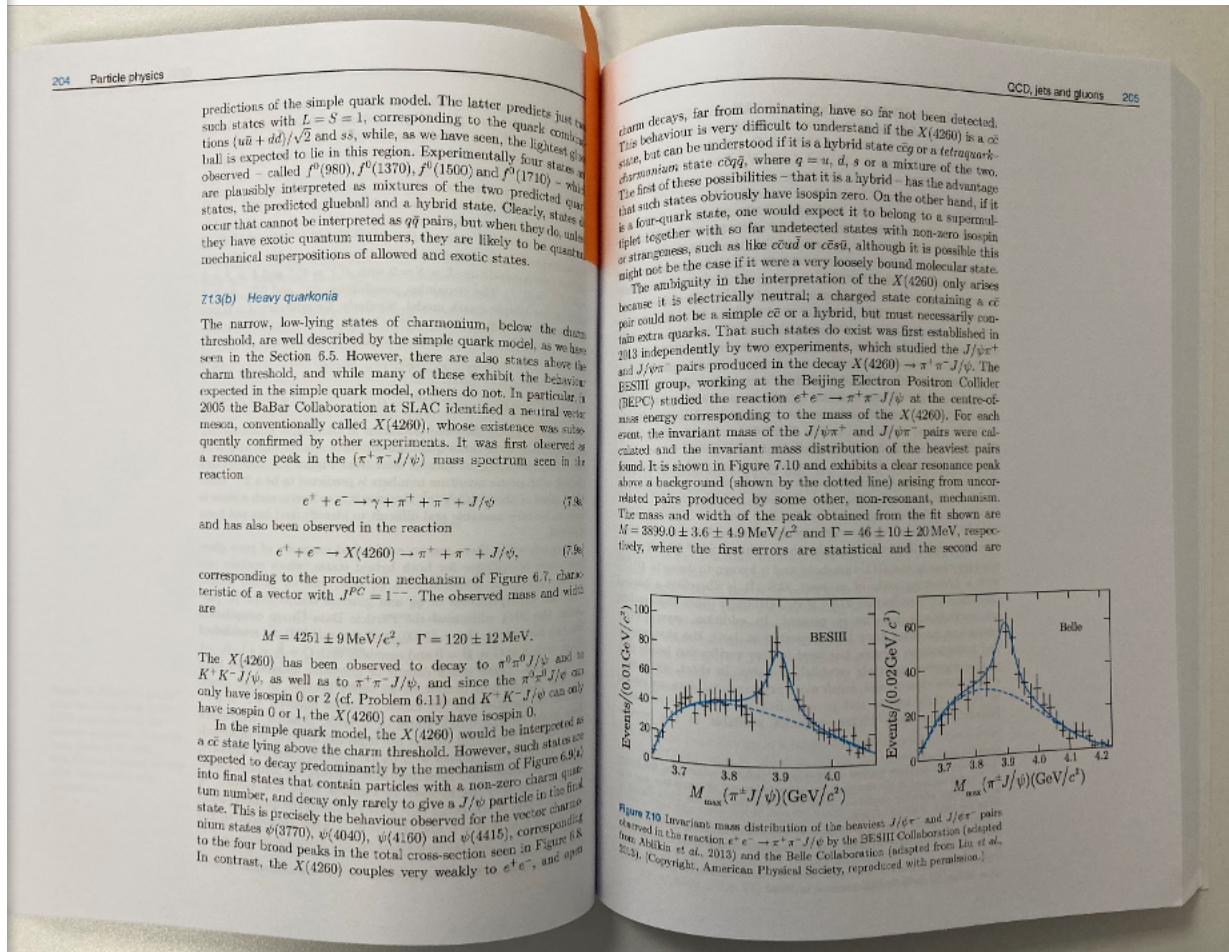 204 Particle physics
predictions of the simple quark model. The latter predicts just
such states with L = S = 1, corresponding to the quark
tions (uū + dd̄)/√2 and ss, while, as we have seen, the lightest
ball is expected to lie in this region. Experimentally four states
observed – called f⁰(980), f⁰(1370), f⁰(1500) and f⁰(1710) –
are plausibly interpreted as mixtures of the two predicted
states, the predicted glueball and a hybrid state. Clearly, states
occur that cannot be interpreted as qq̄ pairs, but when they do,
they have exotic quantum numbers, they are likely to be
mechanical superpositions of allowed and exotic states.
7.1.3(b) Heavy quarkonia
The narrow, low-lying states of charmonium, below the
threshold, are well described by the simple quark model, as we have
seen in the Section 6.5. However, there are also states above the
charm threshold, and while many of these exhibit the behaviour
expected in the simple quark model, others do not. In particular, in
2005 the BaBar Collaboration at SLAC identified a neutral vector
meson, conventionally called X(4260), whose existence was
quently confirmed by other experiments. It was first observed as
a resonance peak in the (π⁺π⁻J/ψ) mass spectrum seen in the
reaction
e⁺ + e⁻ → γ + π⁺ + π⁻ + J/ψ
and has also been observed in the reaction
e⁺ + e⁻ → X(4260) → π⁺ + π⁻ + J/ψ,
corresponding to the production mechanism of Figure 6.7, charac-
teristic of a vector with J^PC = 1⁻⁻. The observed mass and width
are
M = 4251 ± 9 MeV/c², Γ = 120 ± 12 MeV.
The X(4260) has been observed to decay to π⁰π⁰J/ψ and to
K⁺K⁻J/ψ, as well as to π⁺π⁻J/ψ, and since the π⁰π⁰J/ψ can
only have isospin 0 or 2 (cf. Problem 6.11) and K⁺K⁻J/ψ can only
have isospin 0 or 1, the X(4260] can only have isospin 0.
In the simple quark model, the X(4260) would be interpreted as
a cc̄ state lying above the charm threshold. However, such states are
expected to decay predominantly by the mechanism of Figure 6.9(a)
into final states that contain particles with a non-zero charm quan-
tum number, and decay only rarely to give a J/ψ particle in the final
state. This is precisely the behaviour observed for the vector charmo-
nium states ψ(3770), ψ(4040), ψ(4160) and ψ(4415), corresponding
to the four broad peaks in the total cross-section seen in Figure 6.8.
In contrast, the X(4260) couples very weakly to e⁺e⁻, and open
QCD, jets and gluons 205
charm decays, far from dominating, have so far not been detected.
This behaviour is very difficult to understand if the X(4260) is a cc̄
state, but can be understood if it is a hybrid state cc̄g or a tetraquark-
charmonium state cc̄qq̄, where q = u, d, s or a mixture of the two.
The first of these possibilities – that it is a hybrid – has the advantage
that such states obviously have isospin zero. On the other hand, if it
is a four-quark state, one would expect it to belong to a supermul-
tiplet together with so far undetected states with non-zero isospin
or strangeness, such as like cc̄ud̄ or cc̄sū, although it is possible this
might not be the case if it were a very loosely bound molecular state.
The ambiguity in the interpretation of the X(4260) only arises
because it is electrically neutral; a charged state containing a cc̄
pair could not be a simple cc̄ or a hybrid, but must necessarily con-
tain extra quarks. That such states do exist was first established in
2013 independently by two experiments, which studied the J/ψπ⁺
and J/ψπ⁻ pairs produced in the decay X(4260) → π⁺π⁻J/ψ. The
BESIII group, working at the Beijing Electron Positron Collider
(BEPC) studied the reaction e⁺e⁻ → π⁺π⁻J/ψ at the centre-of-
mass energy corresponding to the mass of the X(4260). For each
event, the invariant mass of the J/ψπ⁺ and J/ψπ⁻ pairs were cal-
culated and the invariant mass distribution of the heaviest pairs
found. It is shown in Figure 7.10 and exhibits a clear resonance peak
above a background (shown by the dotted line) arising from uncor-
related pairs produced by some other, non-resonant, mechanism.
The mass and width of the peak obtained from the fit shown are
M = 3899.0 ± 3.6 ± 4.9 MeV/c² and Γ = 46 ± 10 ± 20 MeV, respec-
tively, where the first errors are statistical and the second are
Events/(0.01 GeV/c²)
100
80
60
40
20
0
BESIII
3.7 3.8 3.9 4.0
M_max(π±J/ψ)(GeV/c²)
Events/(0.02GeV/c²)
60
40
20
0
Belle
3.7 3.8 3.9 4.0 4.1 4.2
M_max(π±J/ψ)(GeV/c²)
Figure 7.10 Invariant mass distribution of the heaviest J/ψπ⁻ and J/ψπ⁻ pairs
observed in the reaction e⁺e⁻ → π⁺π⁻J/ψ by the BESIII Collaboration (adapted
from Ablikin et al., 2013) and the Belle Collaboration (adapted from Liu et al.,
2013). (Copyright, American Physical Society, reproduced with permission.)